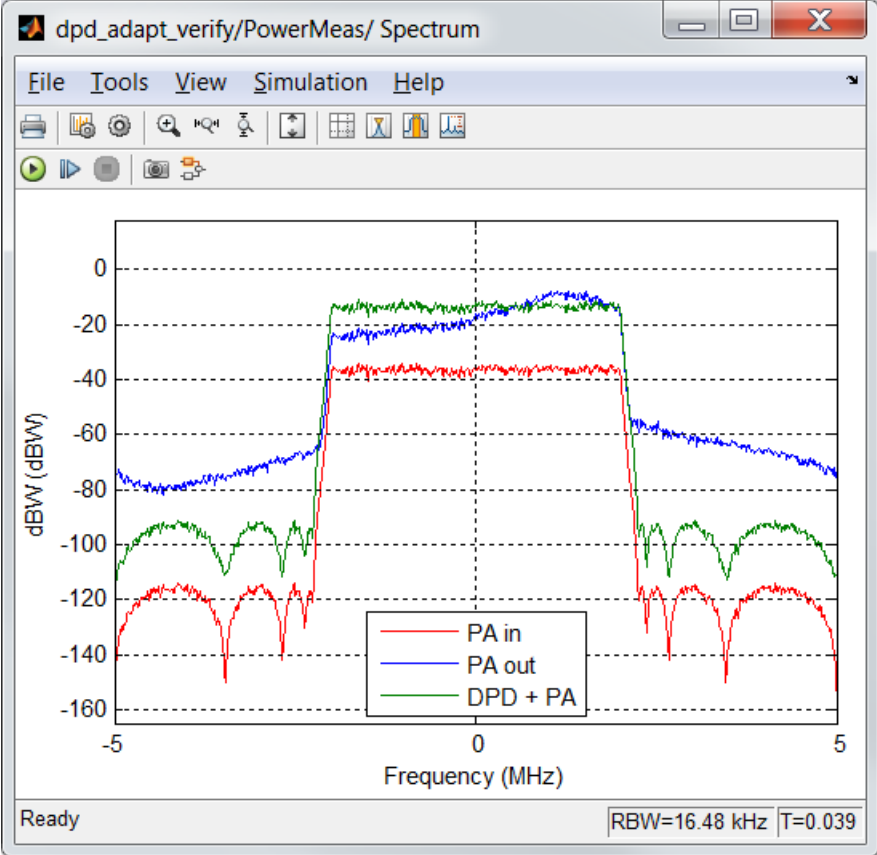 dpd_adapt_verify/PowerMeas/ Spectrum
File Tools View Simulation Help
0
-20
-40
-60
-80
-100
-120
-140
-160
dBW (dBW)
PA in
PA out
DPD + PA
-5 0 5
Frequency (MHz)
Ready RBW=16.48 kHz T=0.039